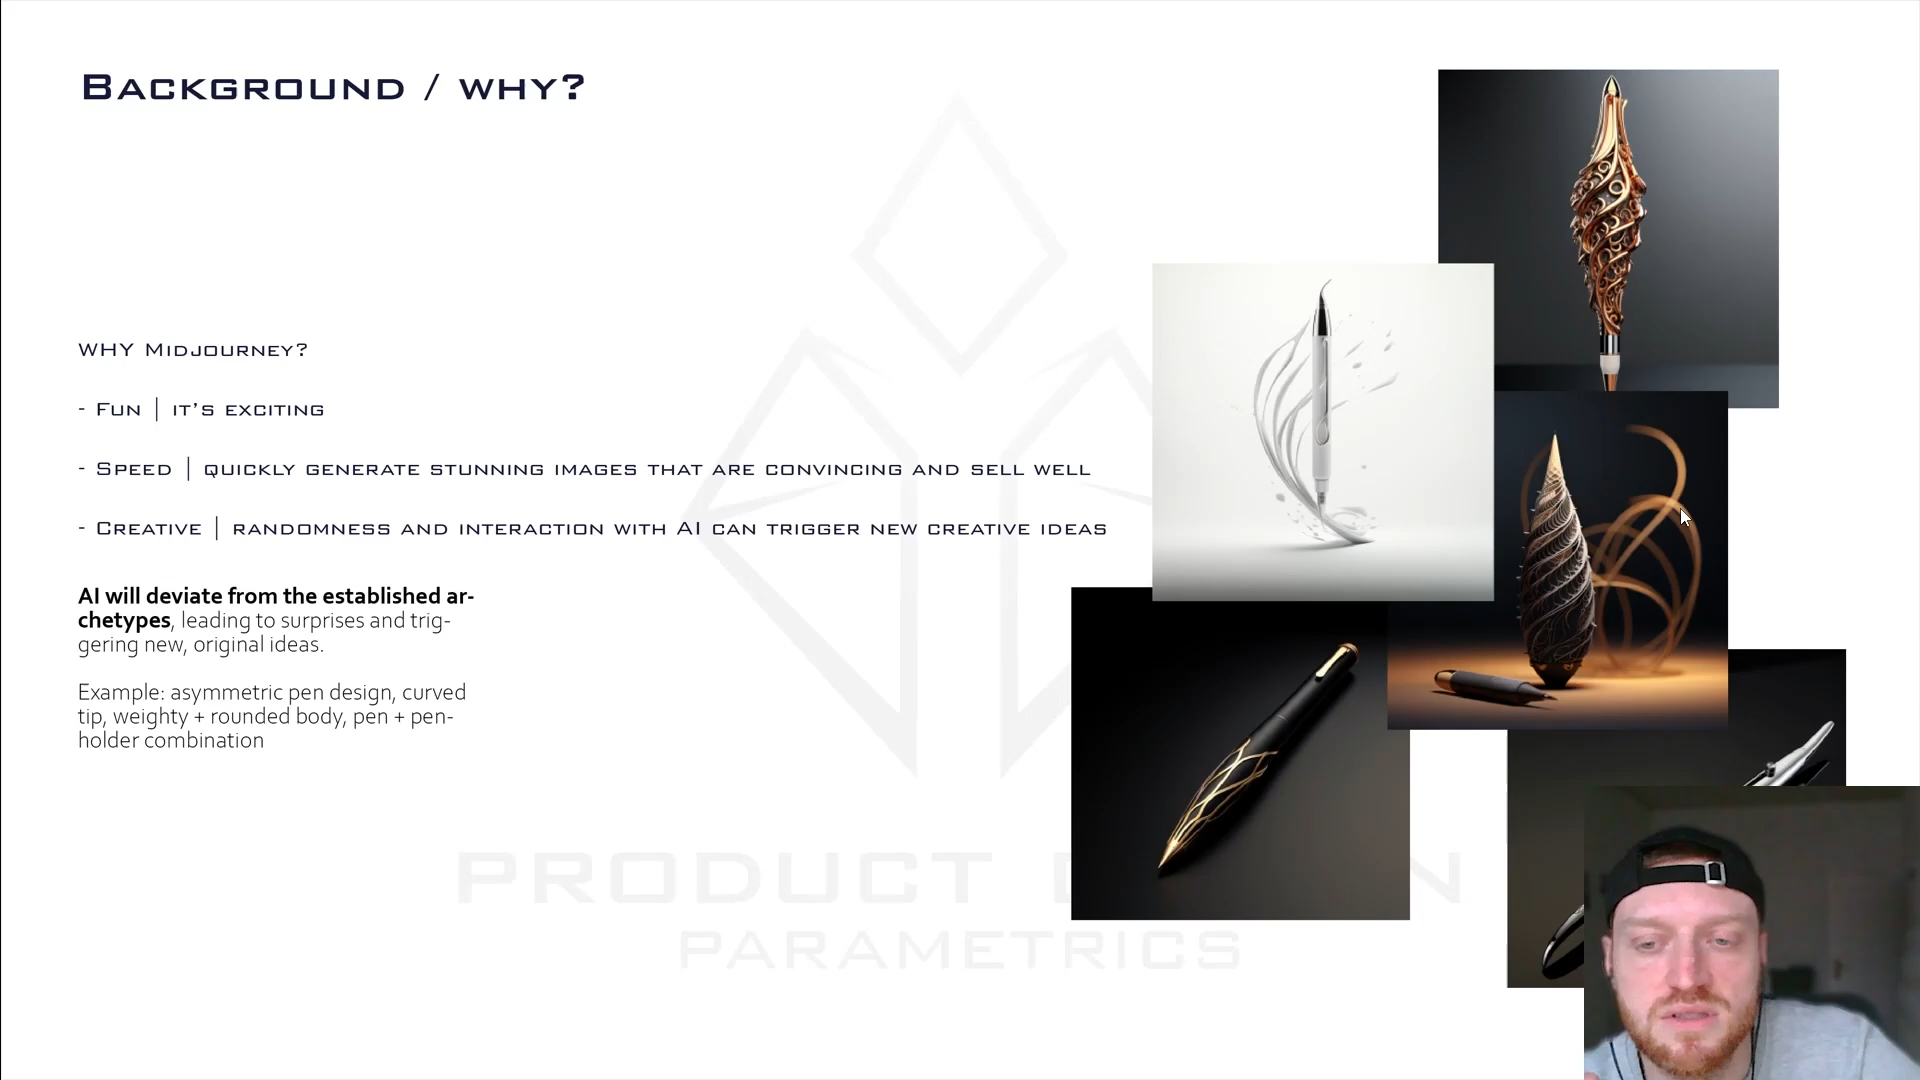 Background / why?
WHY Midjourney?
- Fun | it's exciting
- Speed | quickly generate stunning images that are convincing and sell well
- Creative | randomness and interaction with AI can trigger new creative ideas
AI will deviate from the established ar-
chetypes, leading to surprises and trig-
gering new, original ideas.
Example: asymmetric pen design, curved
tip, weighty + rounded body, pen + pen-
holder combination
PRODUCT D N
PARAMETRICS